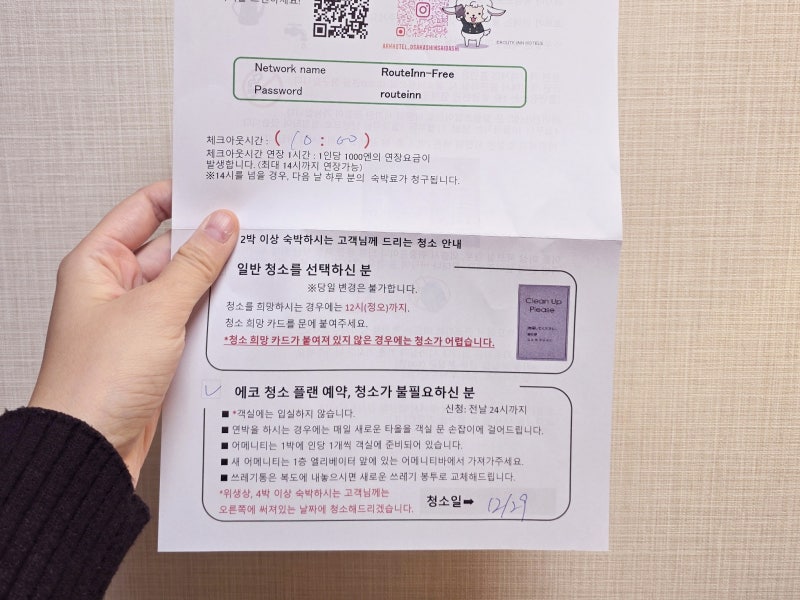 ARHHOTEL_OSAKASHINSAIBASHI
©ROUTE INN HOTELS
Network name RouteInn-Free
Password routeinn
체크아웃시간 : ( 10 : 00 )
체크아웃시간 연장 1시간 : 1인당 1000엔의 연장요금이
발생합니다. (최대 14시까지 연장가능)
※14시를 넘을 경우, 다음 날 하루 분의 숙박료가 청구됩니다.
2박 이상 숙박하시는 고객님께 드리는 청소 안내
일반 청소를 선택하신 분
※당일 변경은 불가합니다.
청소를 희망하시는 경우에는 12시(정오)까지,
청소 희망 카드를 문에 붙여주세요.
*청소 희망 카드가 붙여져 있지 않은 경우에는 청소가 어렵습니다.
Clean Up
Please
에코 청소 플랜 예약, 청소가 불필요하신 분
신청: 전날 24시까지
■ *객실에는 입실하지 않습니다.
■ 연박을 하시는 경우에는 매일 새로운 타올을 객실 문 손잡이에 걸어드립니다.
■ 어메니티는 1박에 인당 1개씩 객실에 준비되어 있습니다.
■ 새 어메니티는 1층 엘리베이터 앞에 있는 어메니티바에서 가져가주세요.
■ 쓰레기통은 복도에 내놓으시면 새로운 쓰레기 봉투로 교체해드립니다.
*위생상, 4박 이상 숙박하시는 고객님께는
오른쪽에 써져있는 날짜에 청소해드리겠습니다.
청소일➡ 12/29